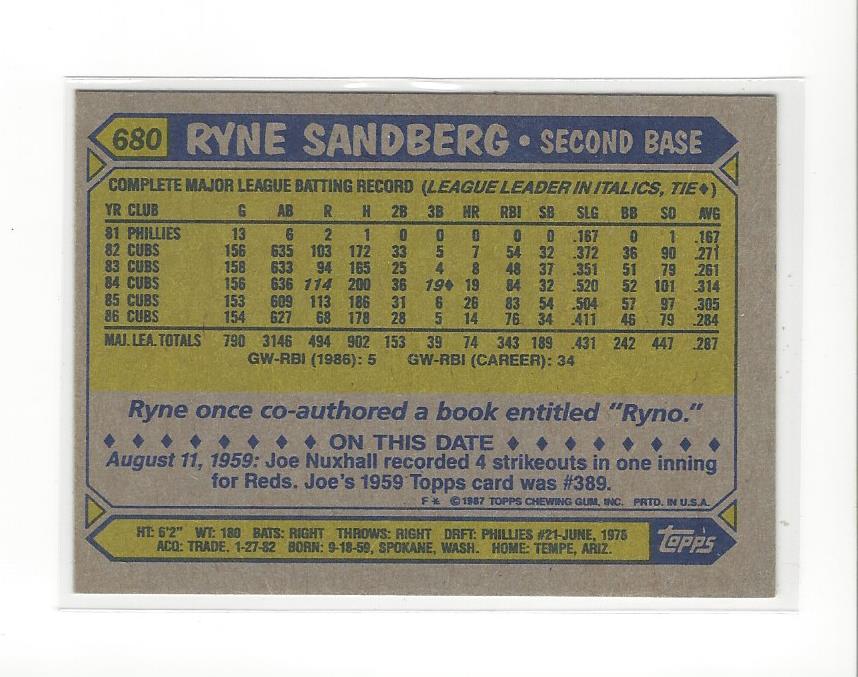 680 RYNE SANDBERG • SECOND BASE
COMPLETE MAJOR LEAGUE BATTING RECORD (LEAGUE LEADER IN ITALICS, TIE♦)
YR CLUB G AB R H 2B 3B HR RBI SB SLG BB SO AVG
81 PHILLIES 13 6 2 1 0 0 0 0 0 .167 0 1 .167
82 CUBS 156 635 103 172 33 5 7 54 32 .372 36 90 .271
83 CUBS 158 633 94 165 25 4 8 48 37 .351 51 79 .261
84 CUBS 156 636 114 200 36 19♦ 19 84 32 .520 52 101 .314
85 CUBS 153 609 113 186 31 6 26 83 54 .504 57 97 .305
86 CUBS 154 627 68 178 28 5 14 76 34 .411 46 79 .284
MAJ. LEA. TOTALS 790 3146 494 902 153 39 74 343 189 .431 242 447 .287
GW-RBI (1986): 5 GW-RBI (CAREER): 34
Ryne once co-authored a book entitled "Ryno."
♦ ♦ ♦ ♦ ♦ ♦ ♦ ♦ ON THIS DATE ♦ ♦ ♦ ♦ ♦ ♦ ♦ ♦
August 11, 1959: Joe Nuxhall recorded 4 strikeouts in one inning
for Reds. Joe's 1959 Topps card was #389.
F * © 1987 TOPPS CHEWING GUM, INC. PRTD. IN U.S.A.
HT: 6'2" WT: 180 BATS: RIGHT THROWS: RIGHT DRFT: PHILLIES #21-JUNE, 1978
ACQ: TRADE, 1-27-82 BORN: 9-18-59, SPOKANE, WASH. HOME: TEMPE, ARIZ.
Topps